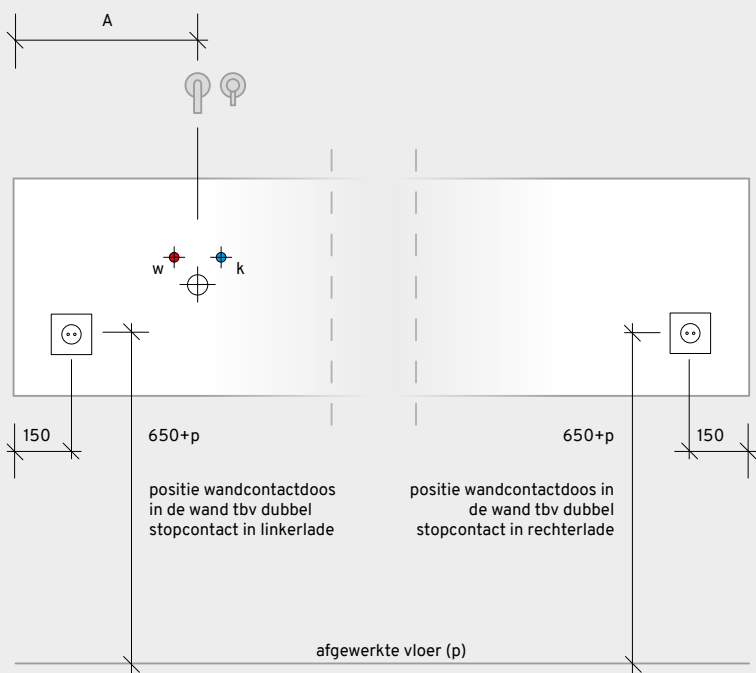 A
w
k
150
650+p
650+p
150
positie wandcontactdoos
in de wand tbv dubbel
stopcontact in linkerlade
positie wandcontactdoos in
de wand tbv dubbel
stopcontact in rechterlade
afgewerkte vloer (p)